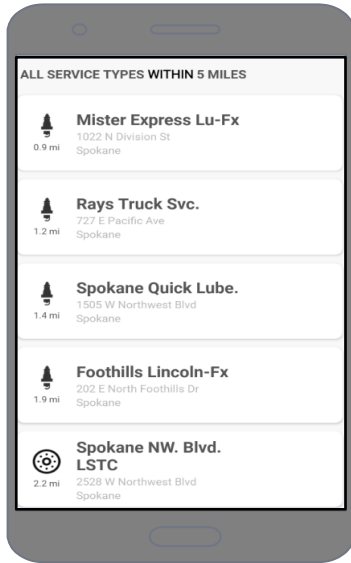 ALL SERVICE TYPES WITHIN 5 MILES
Mister Express Lu-Fx
1022 N Division St
Spokane
0.9 mi
Rays Truck Svc.
727 E Pacific Ave
Spokane
1.2 mi
Spokane Quick Lube.
1505 W Northwest Blvd
Spokane
1.4 mi
Foothills Lincoln-Fx
202 E North Foothills Dr
Spokane
1.9 mi
Spokane NW. Blvd.
LSTC
2528 W Northwest Blvd
Spokane
2.2 mi